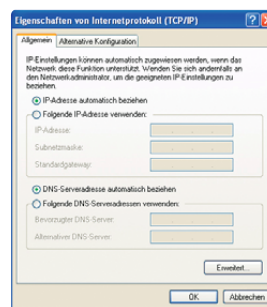 Eigenschaften von Internetprotokoll (TCP/IP)
Allgemein Alternative Konfiguration
IP-Einstellungen können automatisch zugewiesen werden, wenn das
Netzwerk diese Funktion unterstützt. Wenden Sie sich andernfalls an
den Netzwerkadministrator, um die geeigneten IP-Einstellungen zu
beziehen.
IP-Adresse automatisch beziehen
Folgende IP-Adresse verwenden:
IP-Adresse:
Subnetzmaske:
Standardgateway:
DNS-Serveradresse automatisch beziehen
Folgende DNS-Serveradressen verwenden:
Bevorzugter DNS-Server:
Alternativer DNS-Server:
Erweitert...
OK Abbrechen